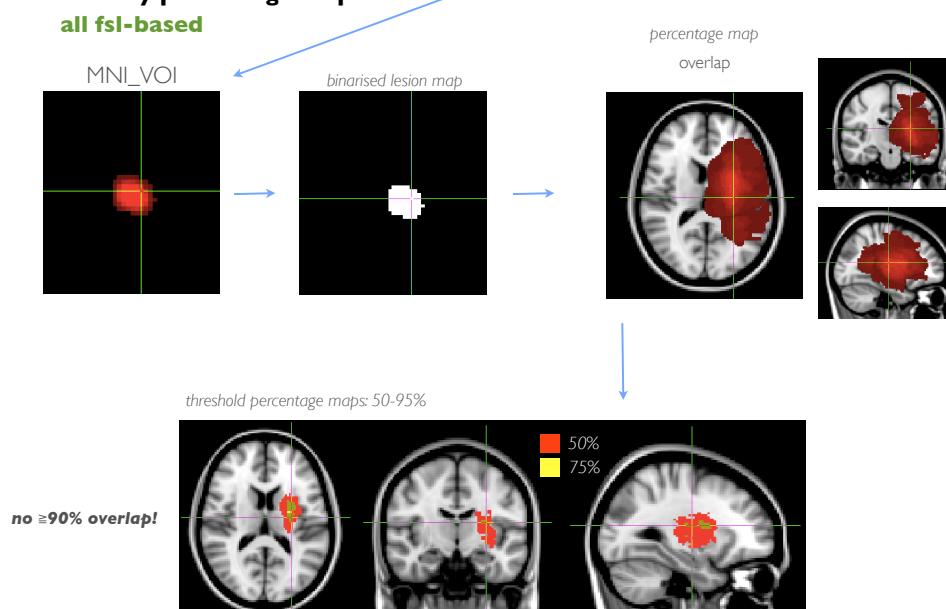 all fsl-based
MNI_VOI
binarised lesion map
percentage map
overlap
threshold percentage maps: 50-95%
50%
75%
no ≥90% overlap!